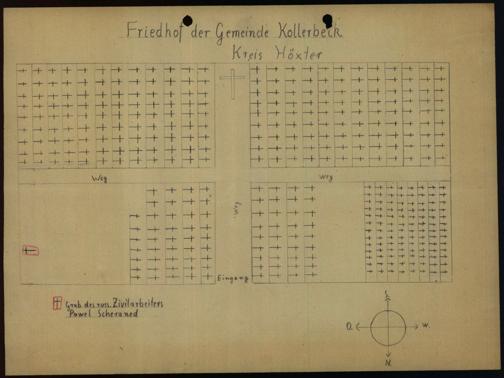 Friedhof der Gemeinde Kollerbeck
Kreis Höxter
Weg
Weg
Weg
Eingang
Grab des russ. Zivilarbeiters
Pawel Scheraned
S.
O.
W.
N.